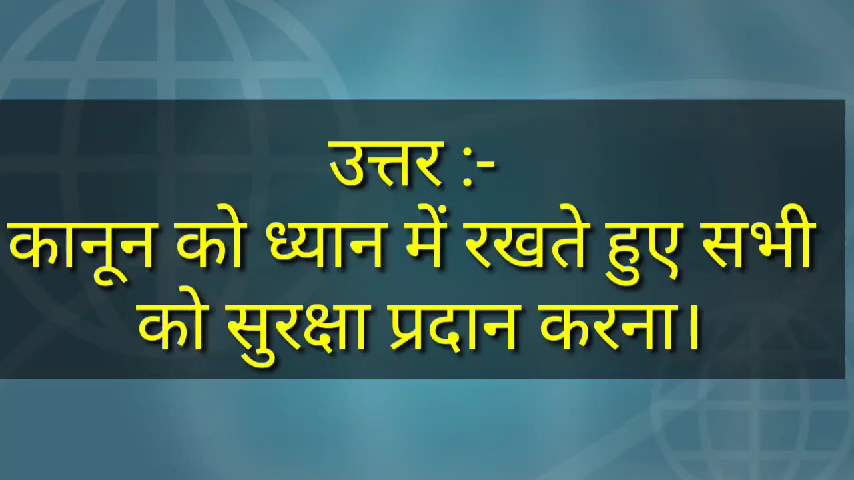 उत्तर :-
कानून को ध्यान में रखते हुए सभी
को सुरक्षा प्रदान करना।